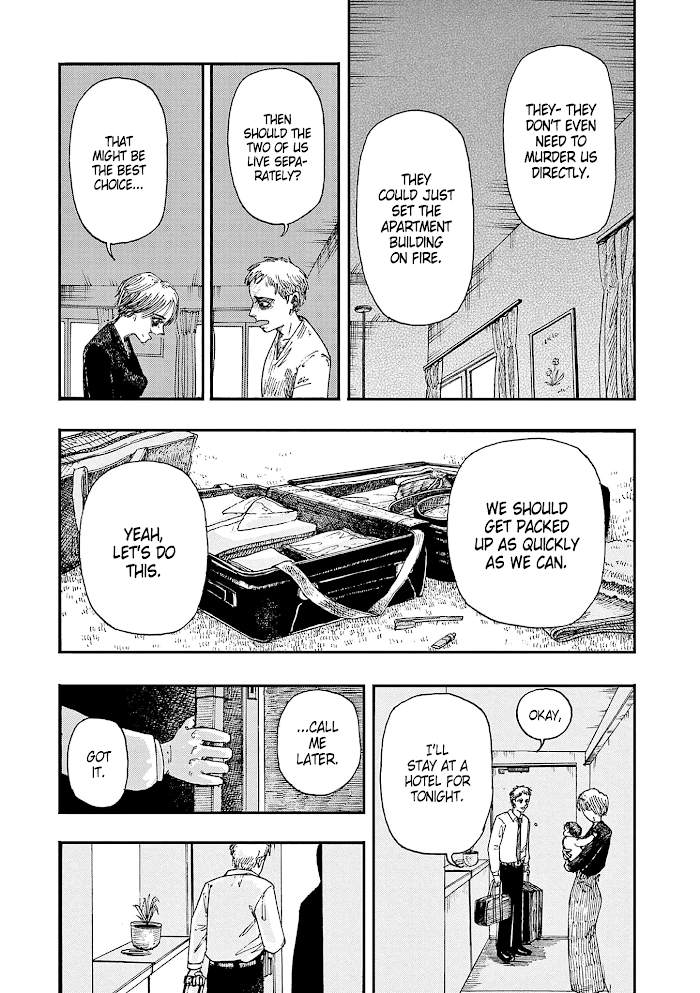 THEY- THEY
DON'T EVEN
NEED TO
MURDER US
DIRECTLY.
THEY
COULD JUST
SET THE
APARTMENT
BUILDING
ON FIRE.
THEN
SHOULD THE
TWO OF US
LIVE SEPA-
RATELY?
THAT
MIGHT BE
THE BEST
CHOICE...
WE SHOULD
GET PACKED
UP AS QUICKLY
AS WE CAN.
YEAH,
LET'S DO
THIS.
OKAY,
I'LL
STAY AT A
HOTEL FOR
TONIGHT.
...CALL
ME
LATER.
GOT
IT.